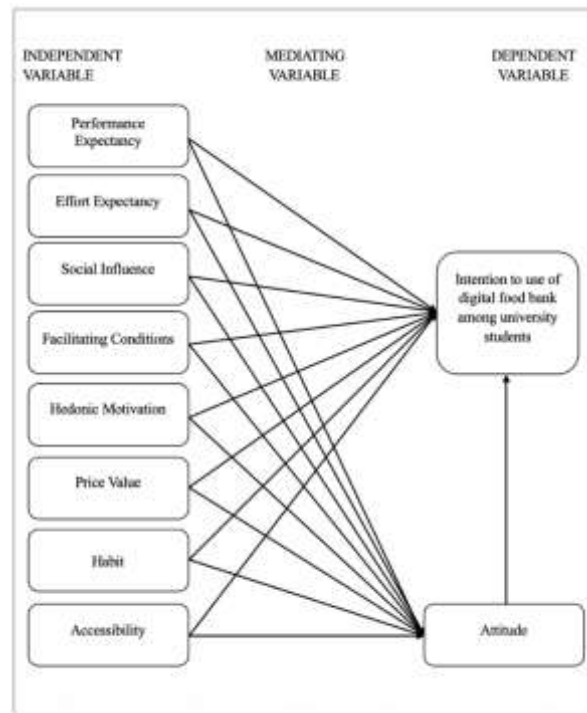 INDEPENDENT
VARIABLE
MEDIATING
VARIABLE
DEPENDENT
VARIABLE
Performance
Expectancy
Effort Expectancy
Social Influence
Facilitating Conditions
Hedonic Motivation
Price Value
Habit
Accessibility
Intention to use of
digital food bank
among university
students
Attitude